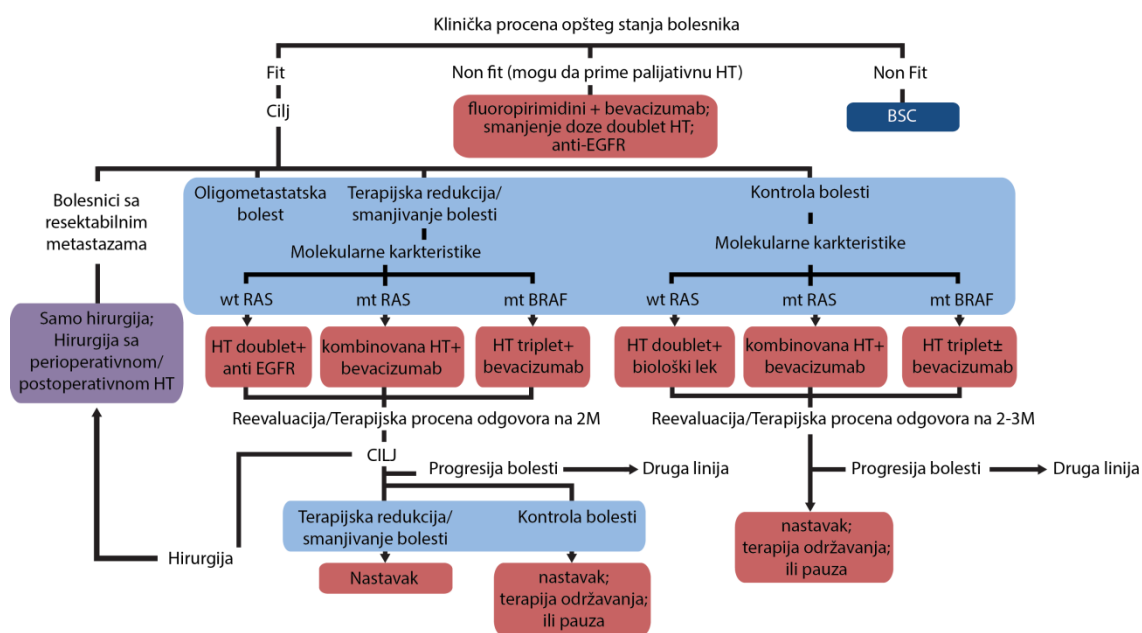 Klinička procena opšteg stanja bolesnika
Fit
Non fit (mogu da prime palijativnu HT)
Non Fit
Cilj
fluoropirimidini + bevacizumab;
smanjenje doze doublet HT;
anti-EGFR
BSC
Bolesnici sa
resektabilnim
metastazama
Oligometastatska
bolest
Terapijska redukcija/
smanjivanje bolesti
Kontrola bolesti
Molekularne karkteristike
Molekularne karkteristike
wt RAS
mt RAS
mt BRAF
wt RAS
mt RAS
mt BRAF
Samo hirurgija;
Hirurgija sa
perioperativnom/
postoperativnom HT
HT doublet+
anti EGFR
kombinovana HT+
bevacizumab
HT triplet+
bevacizumab
HT doublet+
biološki lek
kombinovana HT+
bevacizumab
HT triplet±
bevacizumab
Reevaluacija/Terapijska procena odgovora na 2M
Reevaluacija/Terapijska procena odgovora na 2-3M
CILJ
Progresija bolesti
Druga linija
Progresija bolesti
Druga linija
Terapijska redukcija/
smanjivanje bolesti
Kontrola bolesti
Hirurgija
Nastavak
nastavak;
terapija održavanja;
ili pauza
nastavak;
terapija održavanja;
ili pauza